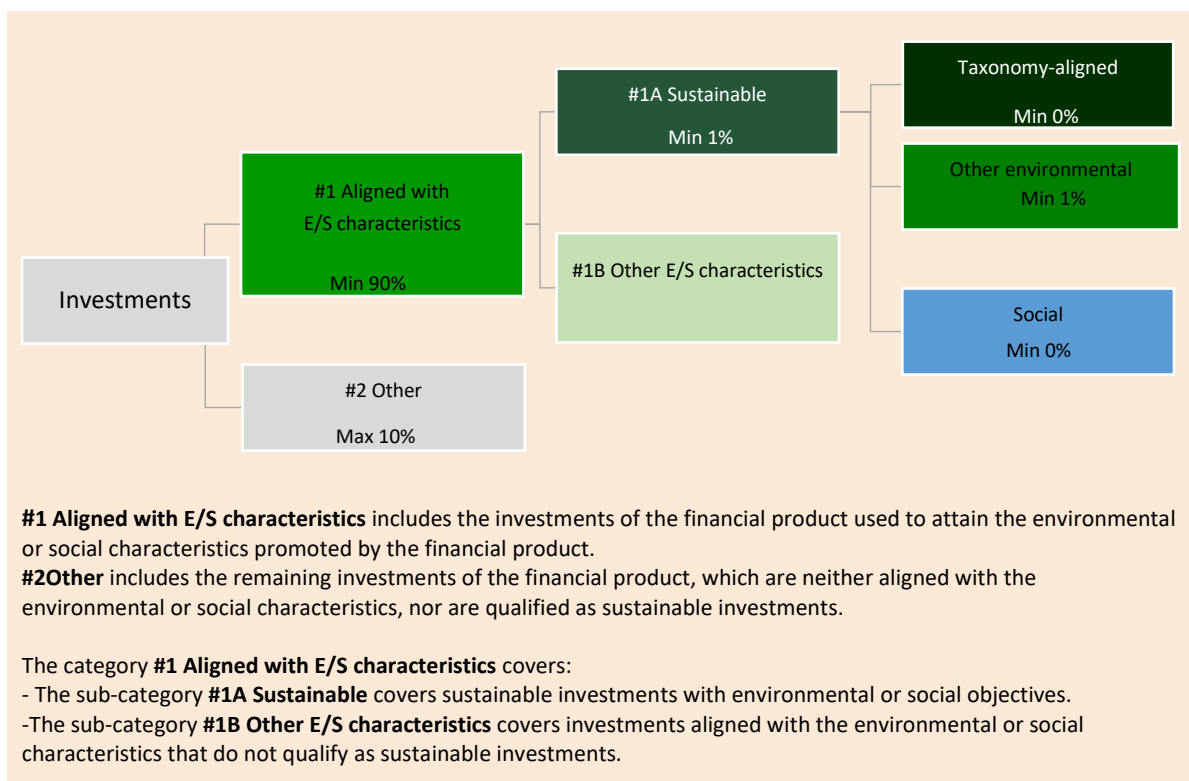 Investments
#1 Aligned with
E/S characteristics
Min 90%
#2 Other
Max 10%
#1A Sustainable
Min 1%
#1B Other E/S characteristics
Taxonomy-aligned
Min 0%
Other environmental
Min 1%
Social
Min 0%
#1 Aligned with E/S characteristics includes the investments of the financial product used to attain the environmental
or social characteristics promoted by the financial product.
#2Other includes the remaining investments of the financial product, which are neither aligned with the
environmental or social characteristics, nor are qualified as sustainable investments.
The category #1 Aligned with E/S characteristics covers:
- The sub-category #1A Sustainable covers sustainable investments with environmental or social objectives.
-The sub-category #1B Other E/S characteristics covers investments aligned with the environmental or social
characteristics that do not qualify as sustainable investments.